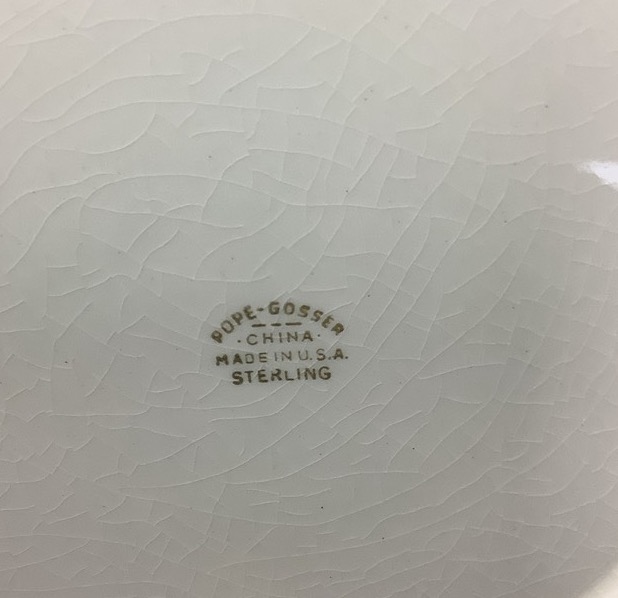 POPE-GOSSER
- - -
·CHINA·
MADE IN U.S.A.
STERLING